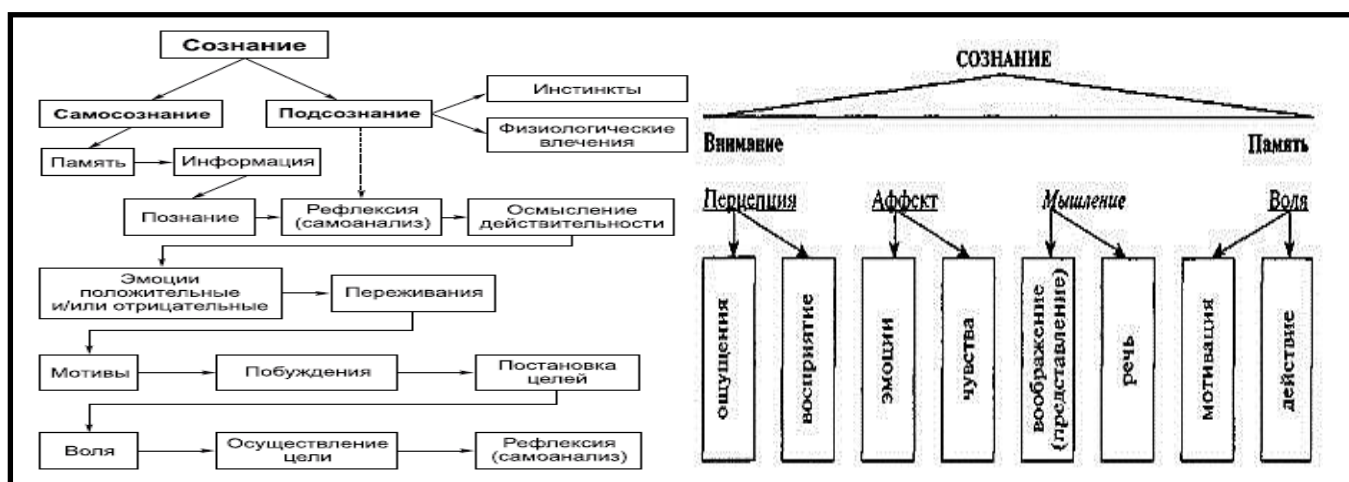 Сознание
Самосознание
Подсознание
Инстинкты
Физиологические
влечения
Память
Информация
Познание
Рефлексия
(самоанализ)
Осмысление
действительности
Эмоции
положительные
и/или отрицательные
Переживания
Мотивы
Побуждения
Постановка
целей
Воля
Осуществление
цели
Рефлексия
(самоанализ)
СОЗНАНИЕ
Внимание
Память
Перцепция
Аффект
Мышление
Воля
ощущения
восприятие
эмоции
чувства
воображение
(представление)
речь
мотивация
действие